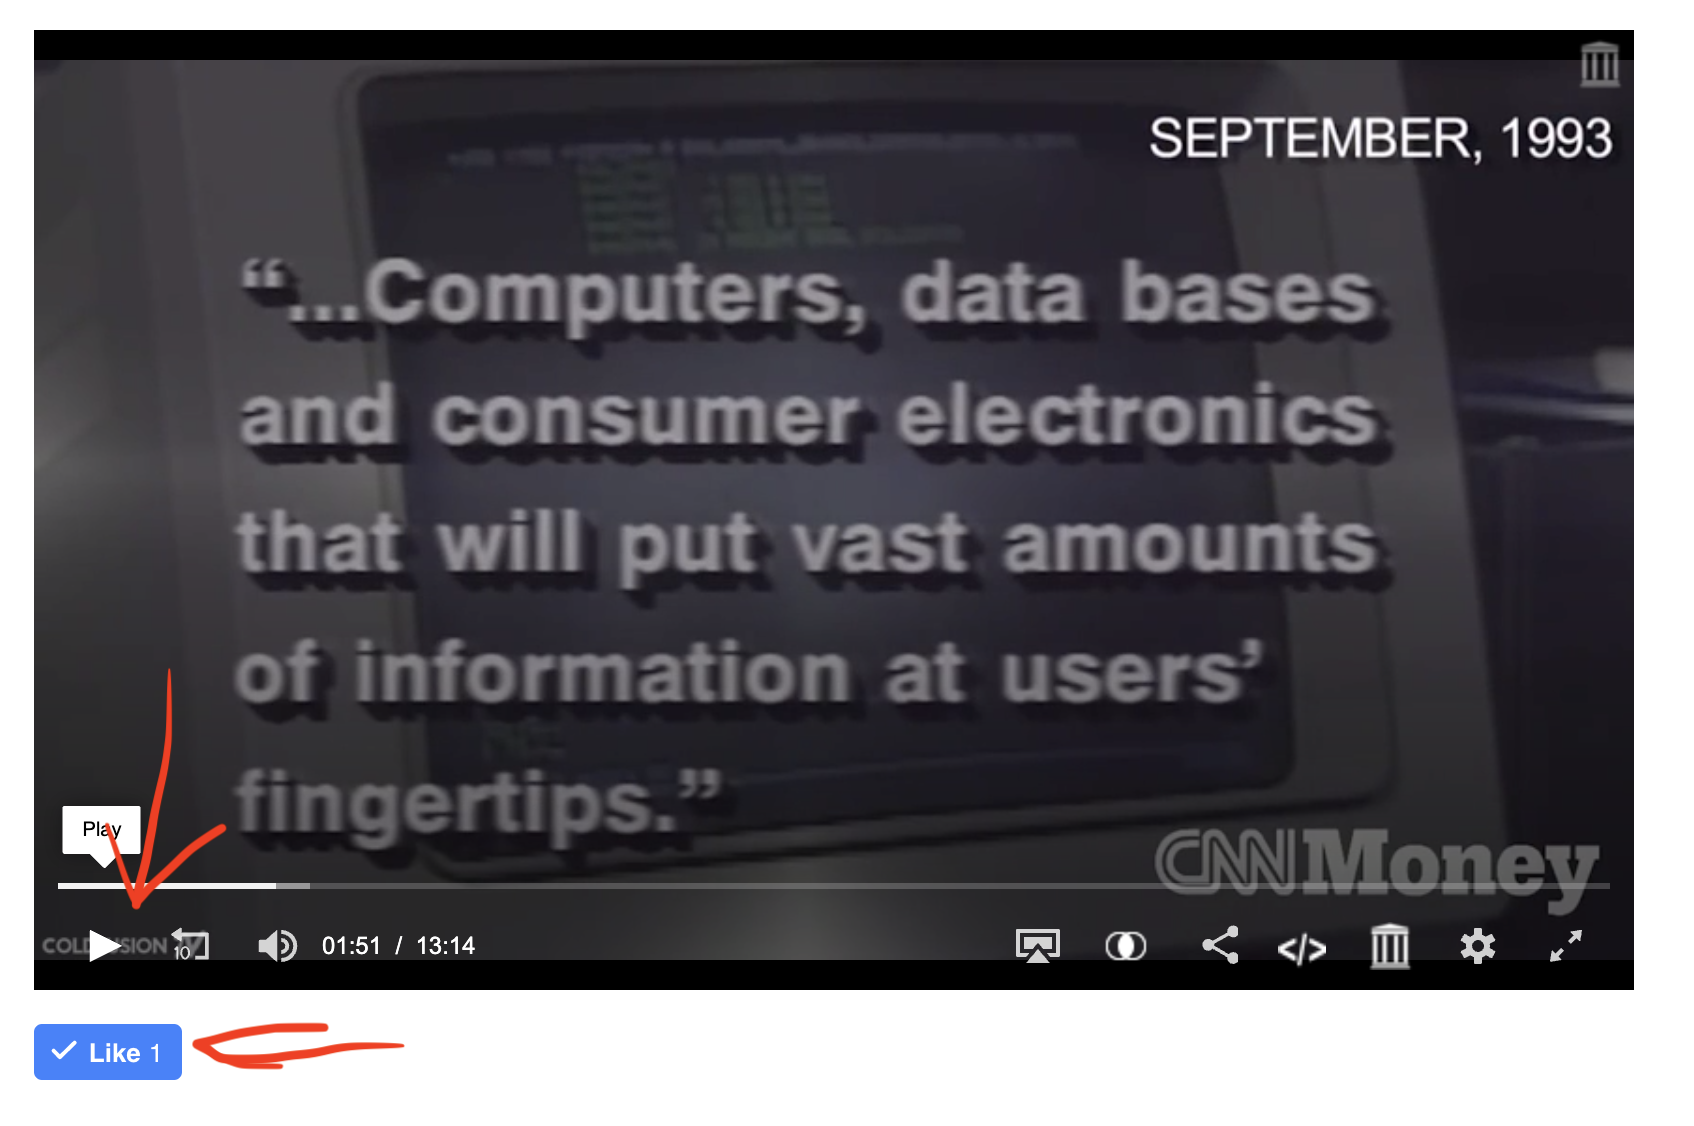 SEPTEMBER, 1993
“...Computers, data bases
and consumer electronics
that will put vast amounts
of information at users’
fingertips.”
Play
CNNMoney
10
01:51 / 13:14
</>
Like 1